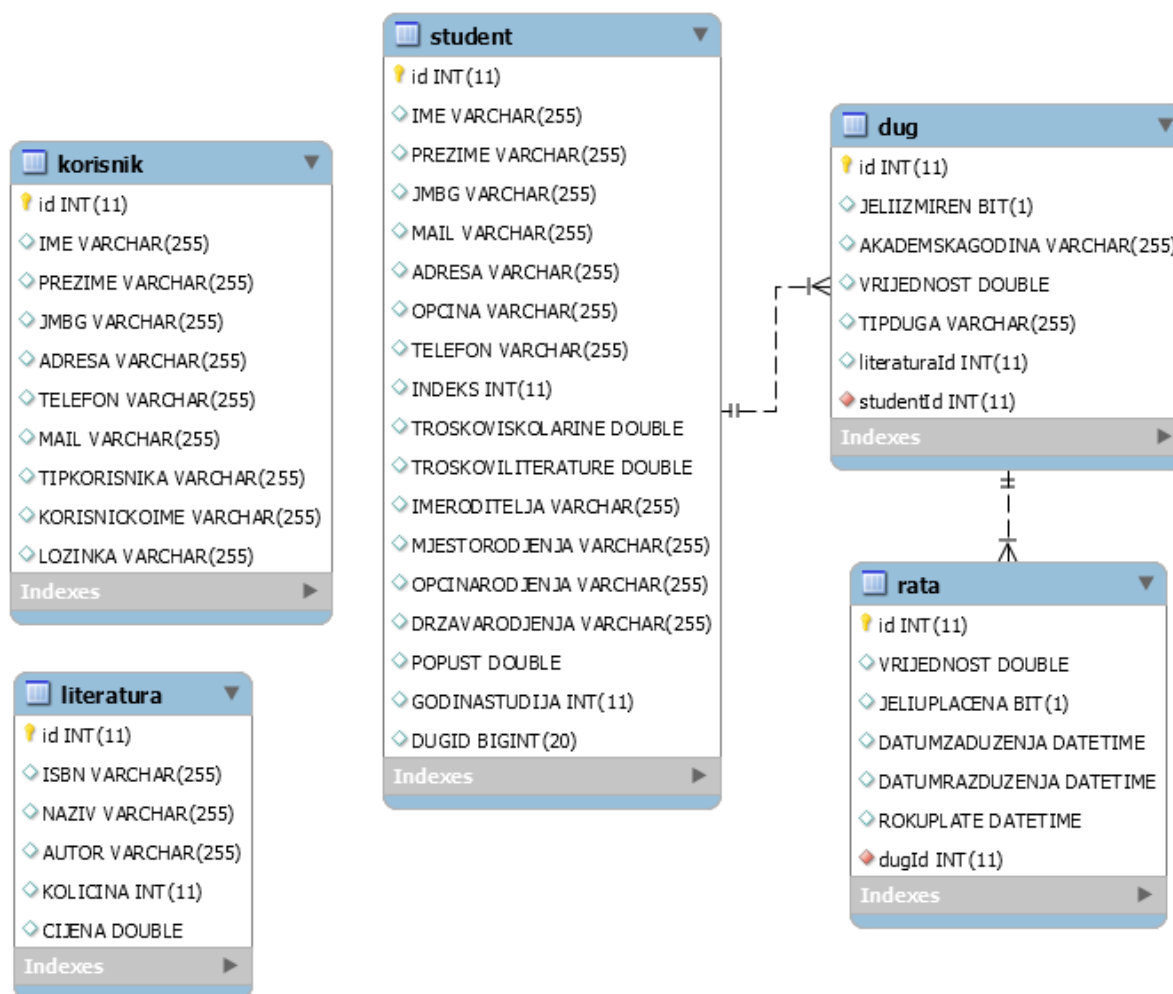 korisnik
id INT(11)
IME VARCHAR(255)
PREZIME VARCHAR(255)
JMBG VARCHAR(255)
ADRESA VARCHAR(255)
TELEFON VARCHAR(255)
MAIL VARCHAR(255)
TIPKORISNIKA VARCHAR(255)
KORISNICKOIME VARCHAR(255)
LOZINKA VARCHAR(255)
Indexes
literatura
id INT(11)
ISBN VARCHAR(255)
NAZIV VARCHAR(255)
AUTOR VARCHAR(255)
KOLICINA INT(11)
CIJENA DOUBLE
Indexes
student
id INT(11)
IME VARCHAR(255)
PREZIME VARCHAR(255)
JMBG VARCHAR(255)
MAIL VARCHAR(255)
ADRESA VARCHAR(255)
OPCINA VARCHAR(255)
TELEFON VARCHAR(255)
INDEKS INT(11)
TROSKOVISKOLARINE DOUBLE
TROSKOVILITERATURE DOUBLE
IMERODITELJA VARCHAR(255)
MJESTORODJENJA VARCHAR(255)
OPCINARODJENJA VARCHAR(255)
DRZAVARODJENJA VARCHAR(255)
POPUST DOUBLE
GODINASTUDIJA INT(11)
DUGID BIGINT(20)
Indexes
dug
id INT(11)
JELIIZMIREN BIT(1)
AKADEMSKAGODINA VARCHAR(255)
VRIJEDNOST DOUBLE
TIPDUGA VARCHAR(255)
literaturaId INT(11)
studentId INT(11)
Indexes
rata
id INT(11)
VRIJEDNOST DOUBLE
JELIUPLACENA BIT(1)
DATUMZADUZENJA DATETIME
DATUMRAZDUZENJA DATETIME
ROKUPLATE DATETIME
dugId INT(11)
Indexes